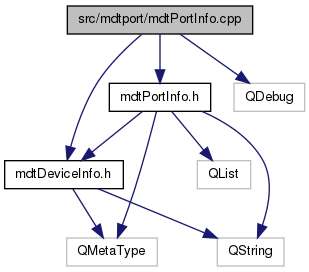 src/mdtport/mdtPortInfo.cpp
mdtPortInfo.h
QDebug
mdtDeviceInfo.h
QList
QMetaType
QString